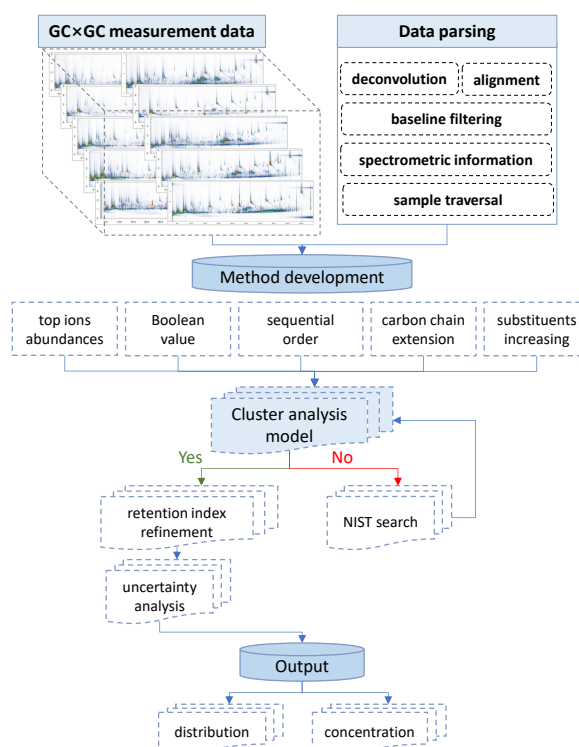 GC×GC measurement data
Data parsing
deconvolution
alignment
baseline filtering
spectrometric information
sample traversal
Method development
top ions
abundances
Boolean
value
sequential
order
carbon chain
extension
substituents
increasing
Cluster analysis
model
Yes
No
retention index
refinement
NIST search
uncertainty
analysis
Output
distribution
concentration